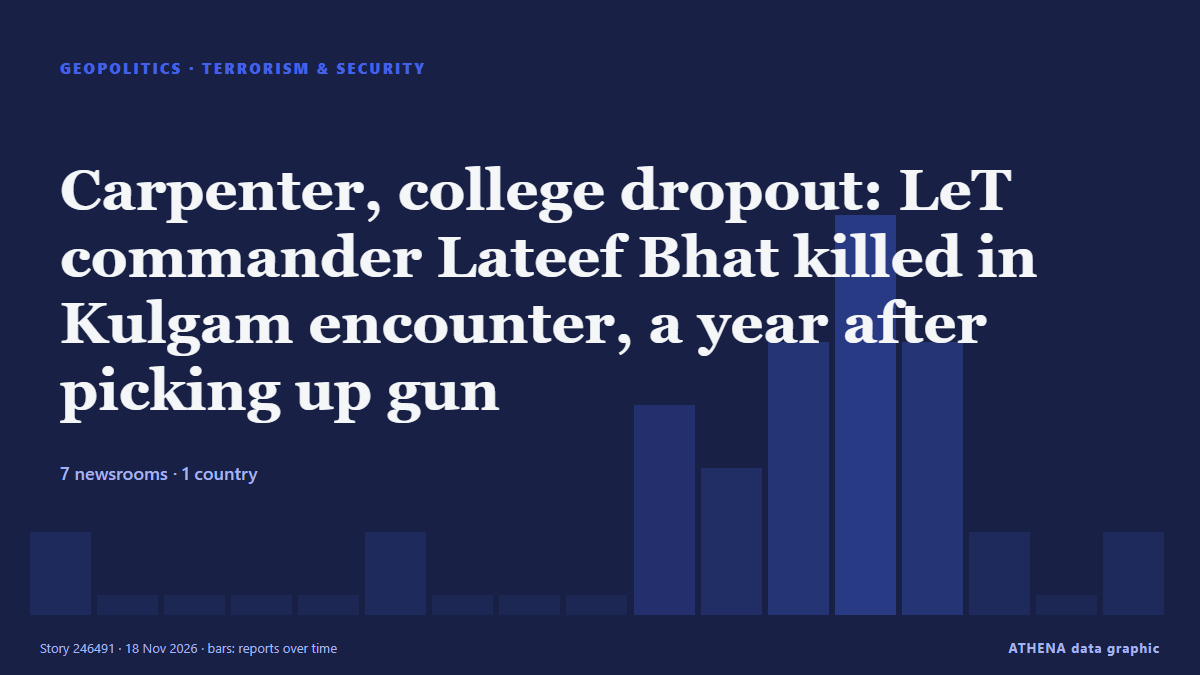 GEOPOLITICS · TERRORISM & SECURITY
Carpenter, college dropout: LeT
commander Lateef Bhat killed in
Kulgam encounter, a year after
picking up gun
7 newsrooms · 1 country
Story 246491 · 18 Nov 2026 · bars: reports over time
ATHENA data graphic